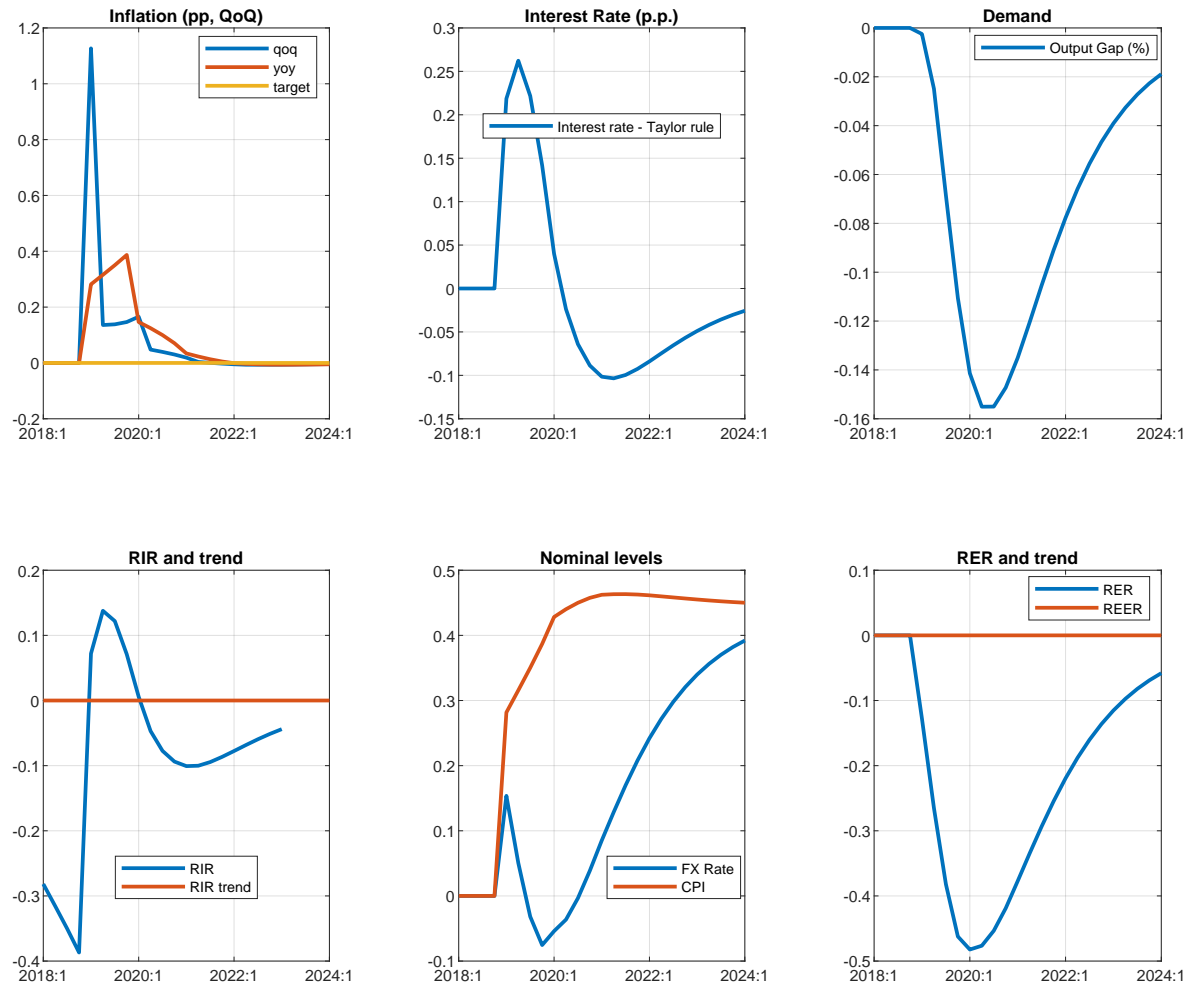 Inflation (pp, QoQ)
1.2
1
0.8
0.6
0.4
0.2
0
-0.2
2018:1 2020:1 2022:1 2024:1
qoq
yoy
target
Interest Rate (p.p.)
0.3
0.25
0.2
0.15
0.1
0.05
0
-0.05
-0.1
-0.15
2018:1 2020:1 2022:1 2024:1
Interest rate - Taylor rule
Demand
0
-0.02
-0.04
-0.06
-0.08
-0.1
-0.12
-0.14
-0.16
2018:1 2020:1 2022:1 2024:1
Output Gap (%)
RIR and trend
0.2
0.1
0
-0.1
-0.2
-0.3
-0.4
2018:1 2020:1 2022:1 2024:1
RIR
RIR trend
Nominal levels
0.5
0.4
0.3
0.2
0.1
0
-0.1
2018:1 2020:1 2022:1 2024:1
FX Rate
CPI
RER and trend
0.1
0
-0.1
-0.2
-0.3
-0.4
-0.5
2018:1 2020:1 2022:1 2024:1
RER
REER